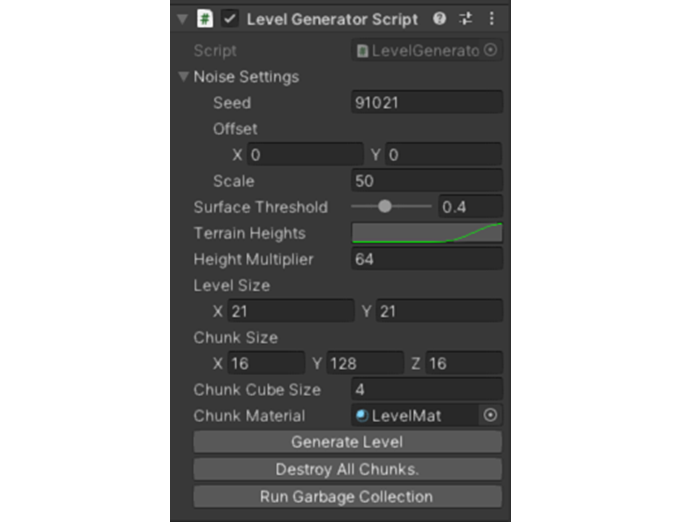 Level Generator Script
Script LevelGenerato
Noise Settings
Seed 91021
Offset
X 0 Y 0
Scale 50
Surface Threshold 0.4
Terrain Heights
Height Multiplier 64
Level Size
X 21 Y 21
Chunk Size
X 16 Y 128 Z 16
Chunk Cube Size 4
Chunk Material LevelMat
Generate Level
Destroy All Chunks.
Run Garbage Collection